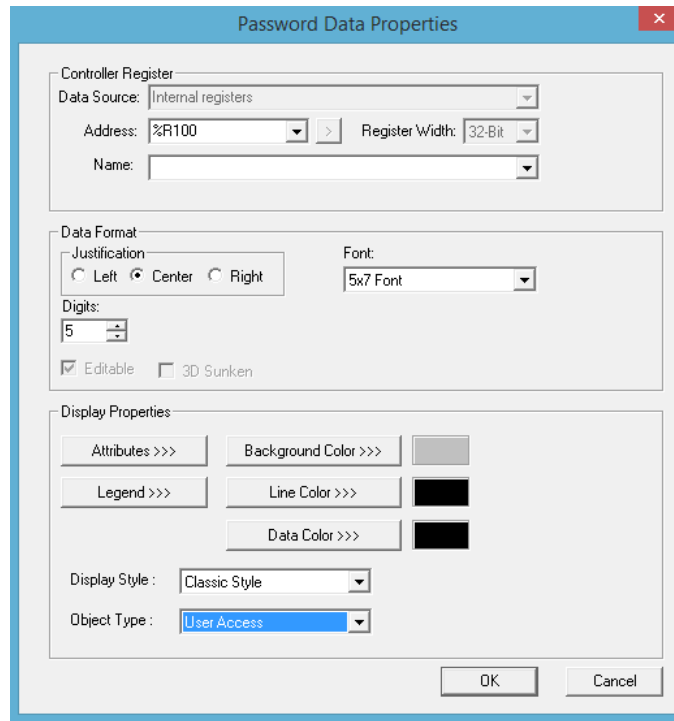 Password Data Properties
Controller Register
Data Source: Internal registers
Address: %R100 > Register Width: 32-Bit
Name:
Data Format
Justification
Left Center Right
Font:
5x7 Font
Digits:
5
Editable 3D Sunken
Display Properties
Attributes >>> Background Color >>>
Legend >>> Line Color >>>
Data Color >>>
Display Style : Classic Style
Object Type : User Access
OK Cancel